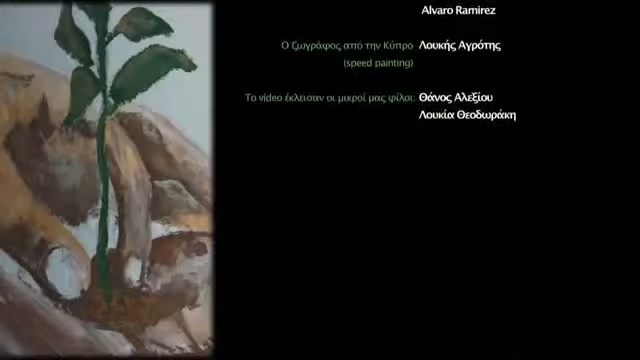 Alvaro Ramirez
Ο ζωγράφος από την Κύπρο Λουκής Αγρότης
(speed painting)
Το video έκλεισαν οι μικροί μας φίλοι: Θάνος Αλεξίου
Λουκία Θεοδωράκη